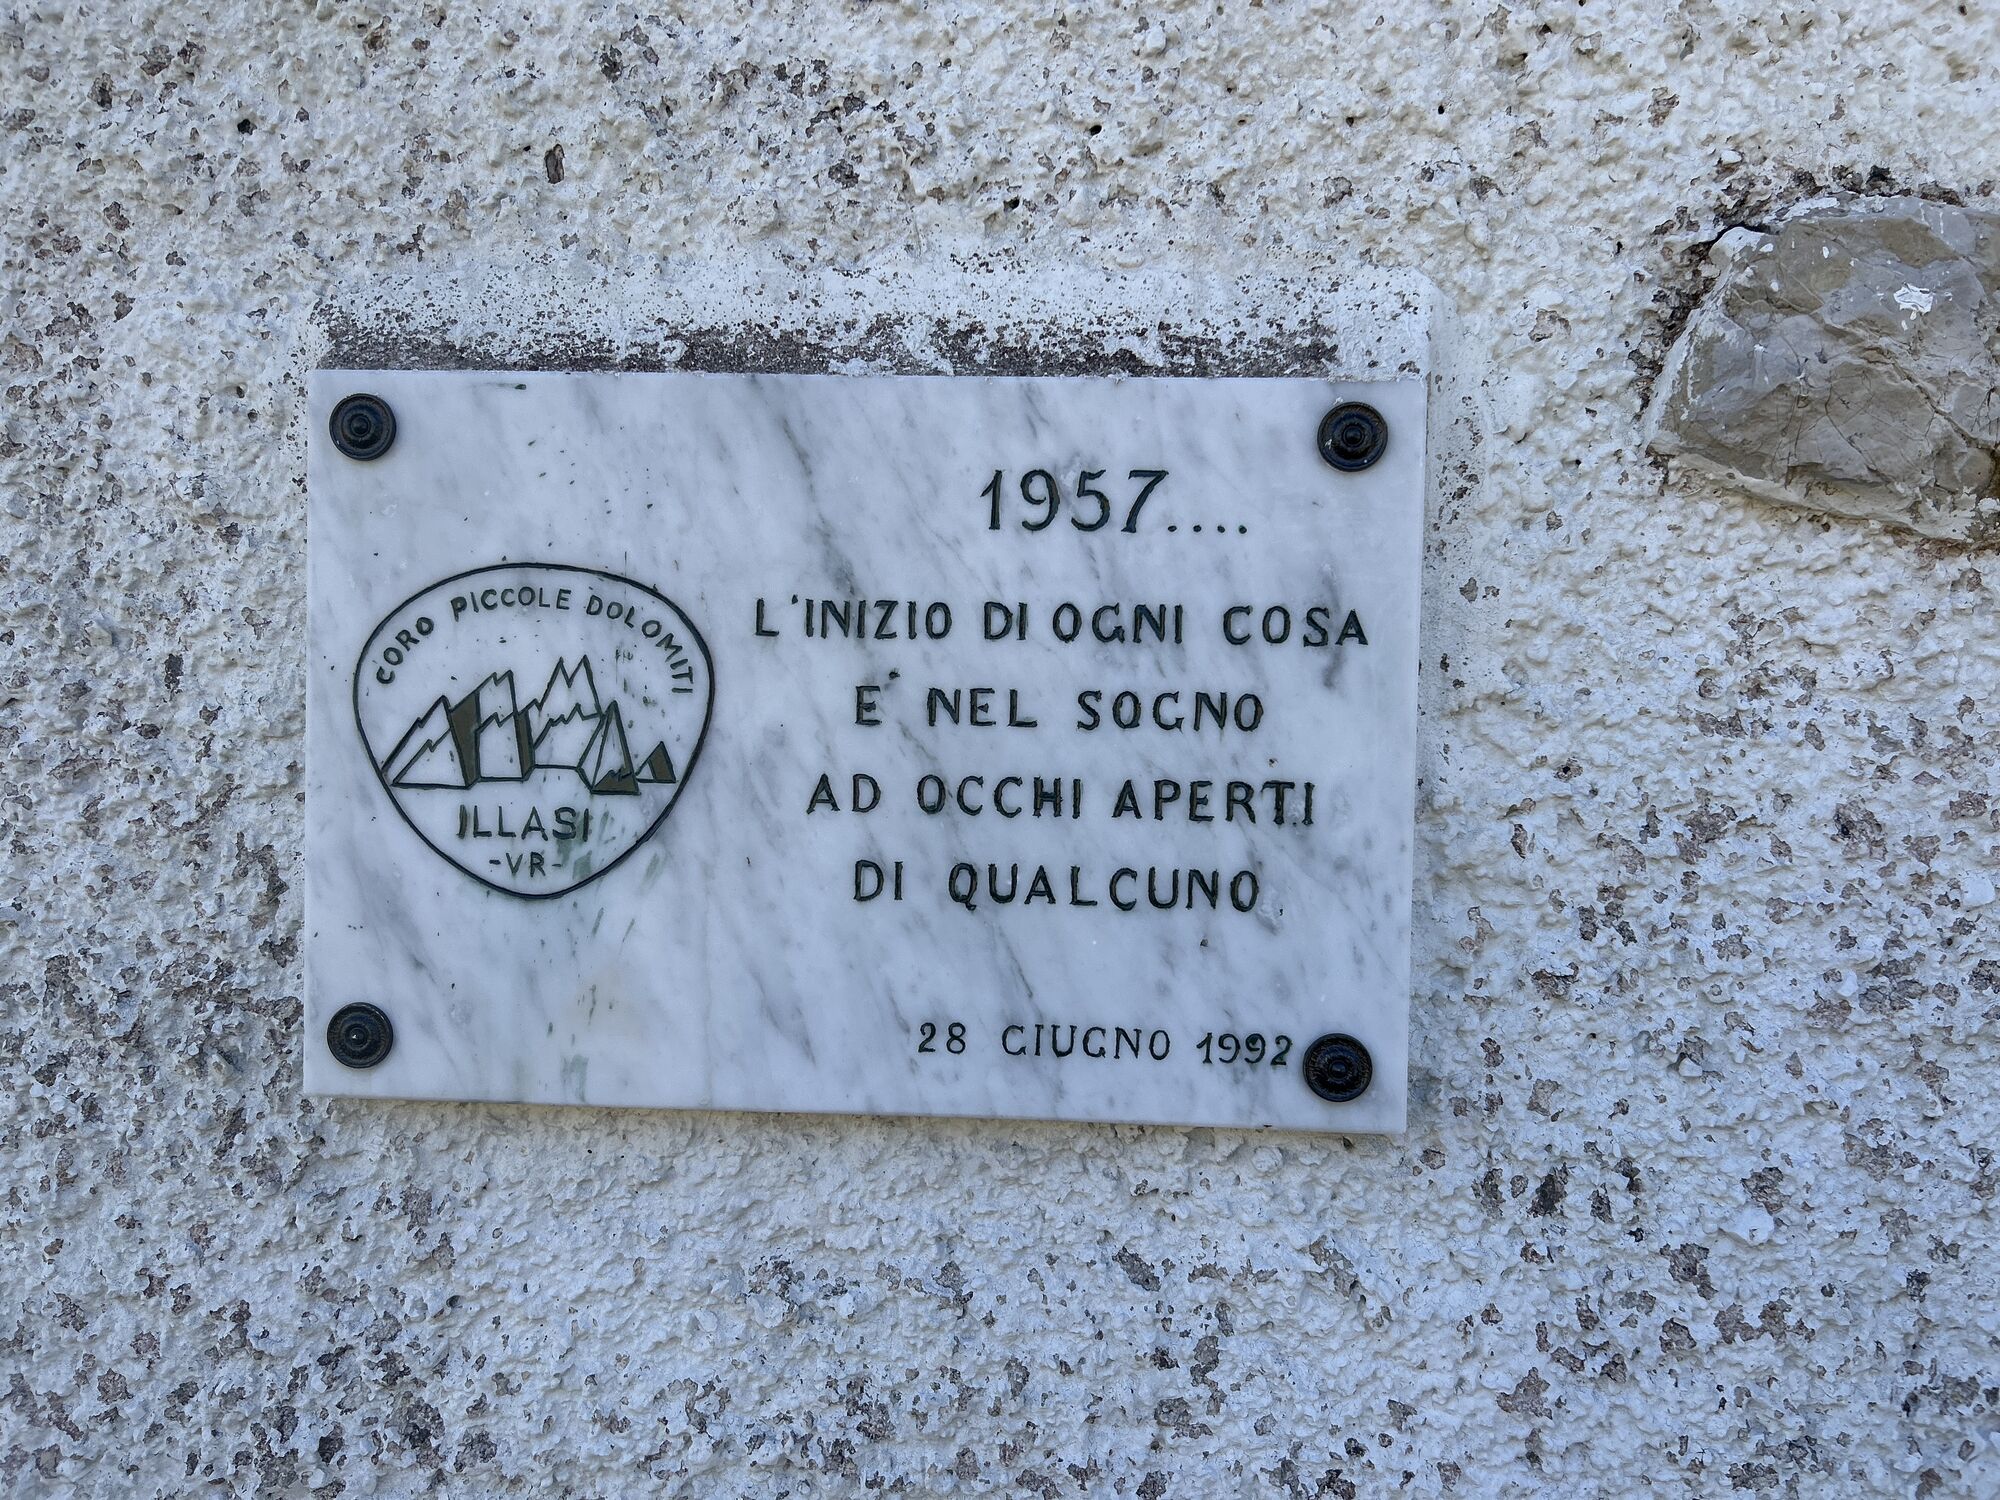 CORO PICCOLE DOLOMITI
ILLASI
-VR-
1957....
L'INIZIO DI OGNI COSA
E' NEL SOGNO
AD OCCHI APERTI
DI QUALCUNO
28 GIUGNO 1992